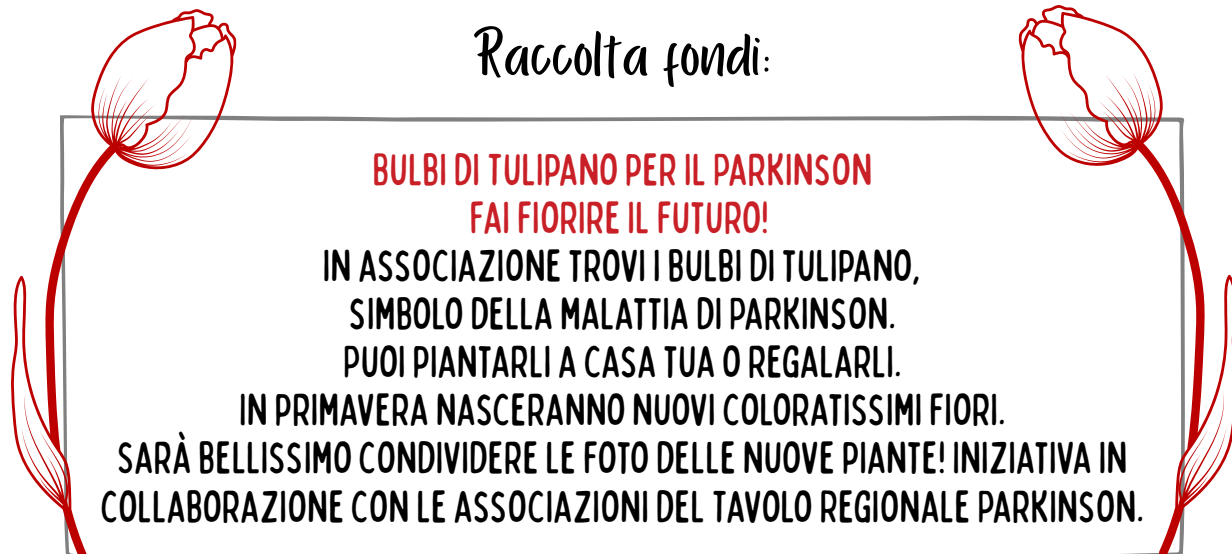 Raccolta fondi:
BULBI DI TULIPANO PER IL PARKINSON
FAI FIORIRE IL FUTURO!
IN ASSOCIAZIONE TROVI I BULBI DI TULIPANO,
SIMBOLO DELLA MALATTIA DI PARKINSON.
PUOI PIANTARLI A CASA TUA O REGALARLI.
IN PRIMAVERA NASCERANNO NUOVI COLORATISSIMI FIORI.
SARÀ BELLISSIMO CONDIVIDERE LE FOTO DELLE NUOVE PIANTE! INIZIATIVA IN
COLLABORAZIONE CON LE ASSOCIAZIONI DEL TAVOLO REGIONALE PARKINSON.